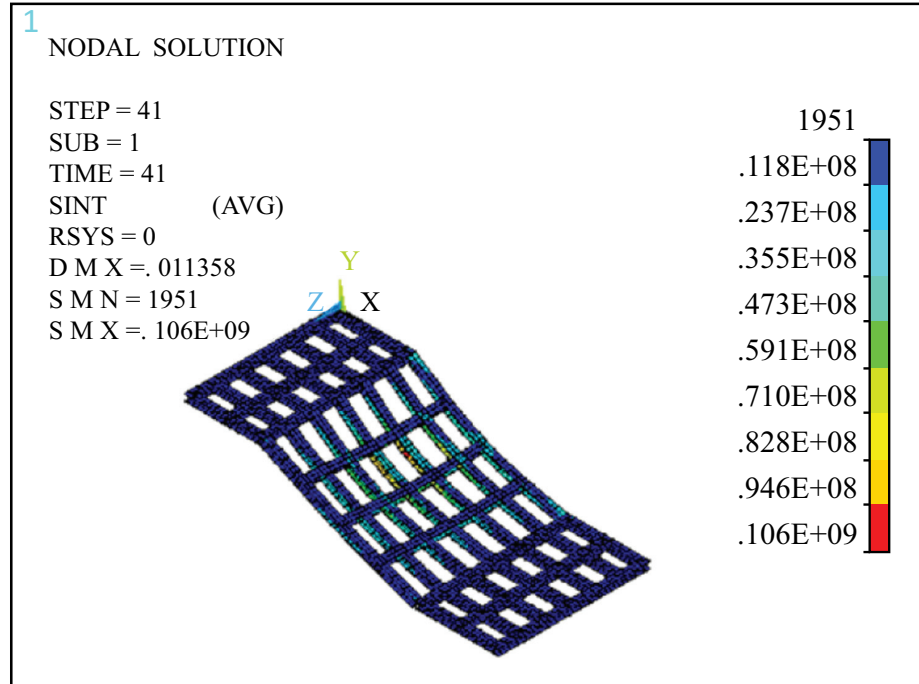 1
NODAL SOLUTION
STEP = 41
SUB = 1
TIME = 41
SINT (AVG)
RSYS = 0
D M X =. 011358
S M N = 1951
S M X =. 106E+09
Y
Z X
1951
.118E+08
.237E+08
.355E+08
.473E+08
.591E+08
.710E+08
.828E+08
.946E+08
.106E+09